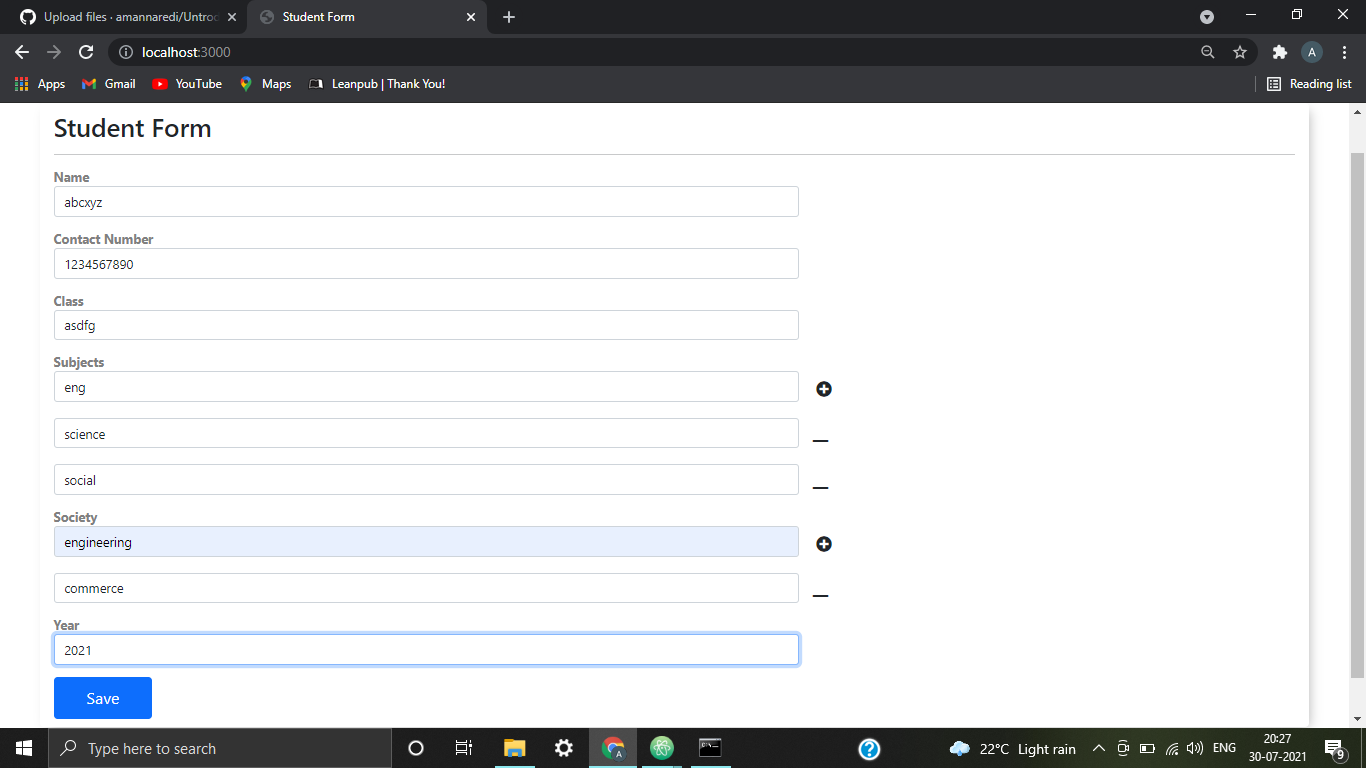 Upload files · amannaredi/Untroc
Student Form
localhost:3000
A
Apps
Gmail
YouTube
Maps
Leanpub | Thank You!
Reading list
Student Form
Name
abcxyz
Contact Number
1234567890
Class
asdfg
Subjects
eng
science
social
Society
engineering
commerce
Year
2021
Save
Type here to search
A
22°C Light rain
ENG
20:27
30-07-2021
9